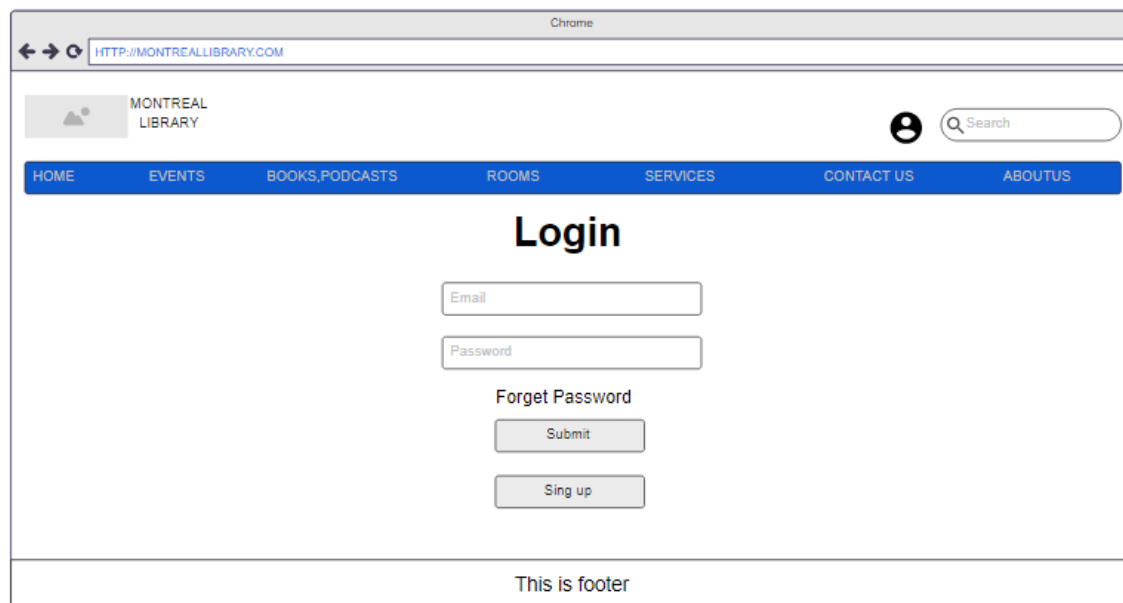 Chrome
HTTP://MONTREALLIBRARY.COM
MONTREAL
LIBRARY
Search
HOME EVENTS BOOKS,PODCASTS ROOMS SERVICES CONTACT US ABOUTUS
Login
Email
Password
Forget Password
Submit
Sing up
This is footer